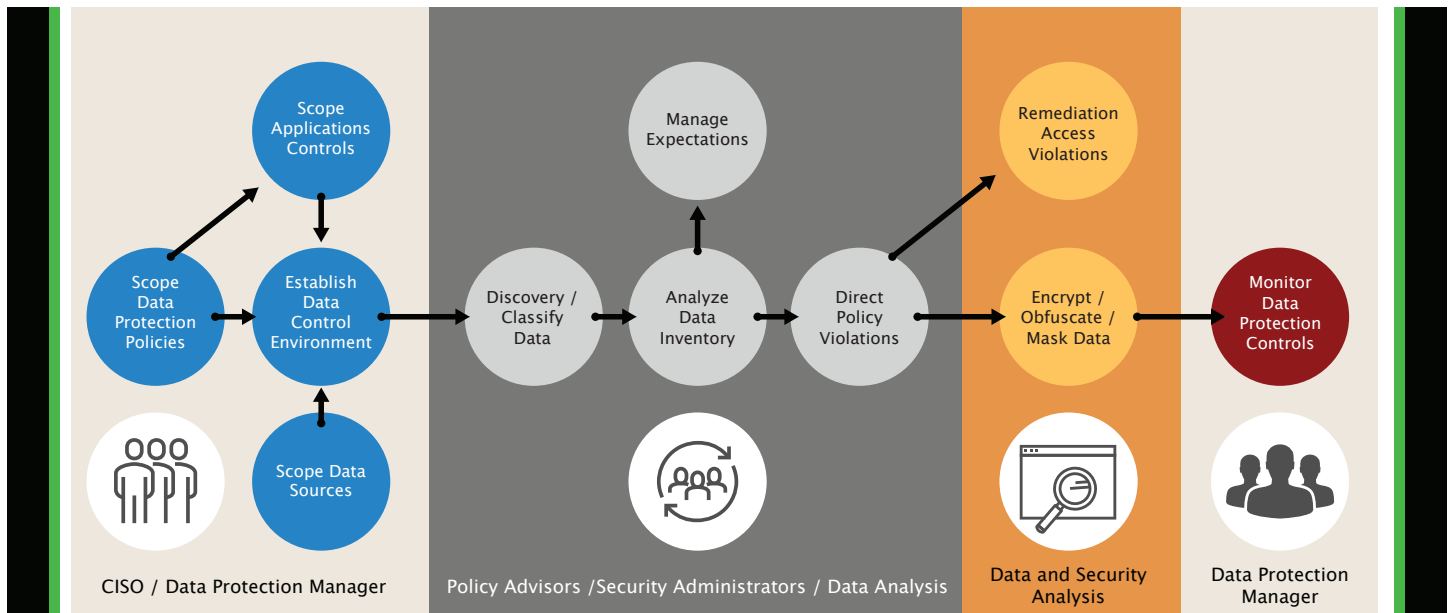 Scope
Applications
Controls
Scope
Data
Protection
Policies
Establish
Data
Control
Environment
Scope Data
Sources
CISO / Data Protection Manager
Manage
Expectations
Discovery /
Classify
Data
Analyze
Data
Inventory
Direct
Policy
Violations
Policy Advisors /Security Administrators / Data Analysis
Remediation
Access
Violations
Encrypt /
Obfuscate /
Mask Data
Data and Security
Analysis
Monitor
Data
Protection
Controls
Data Protection
Manager